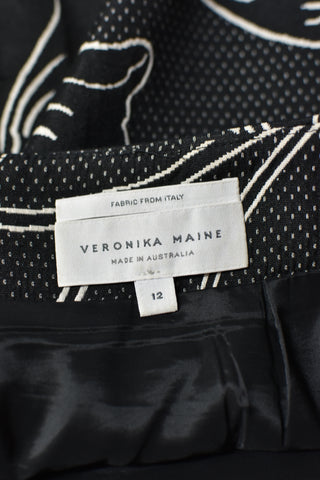 FABRIC FROM ITALY
VERONIKA MAINE
MADE IN AUSTRALIA
12